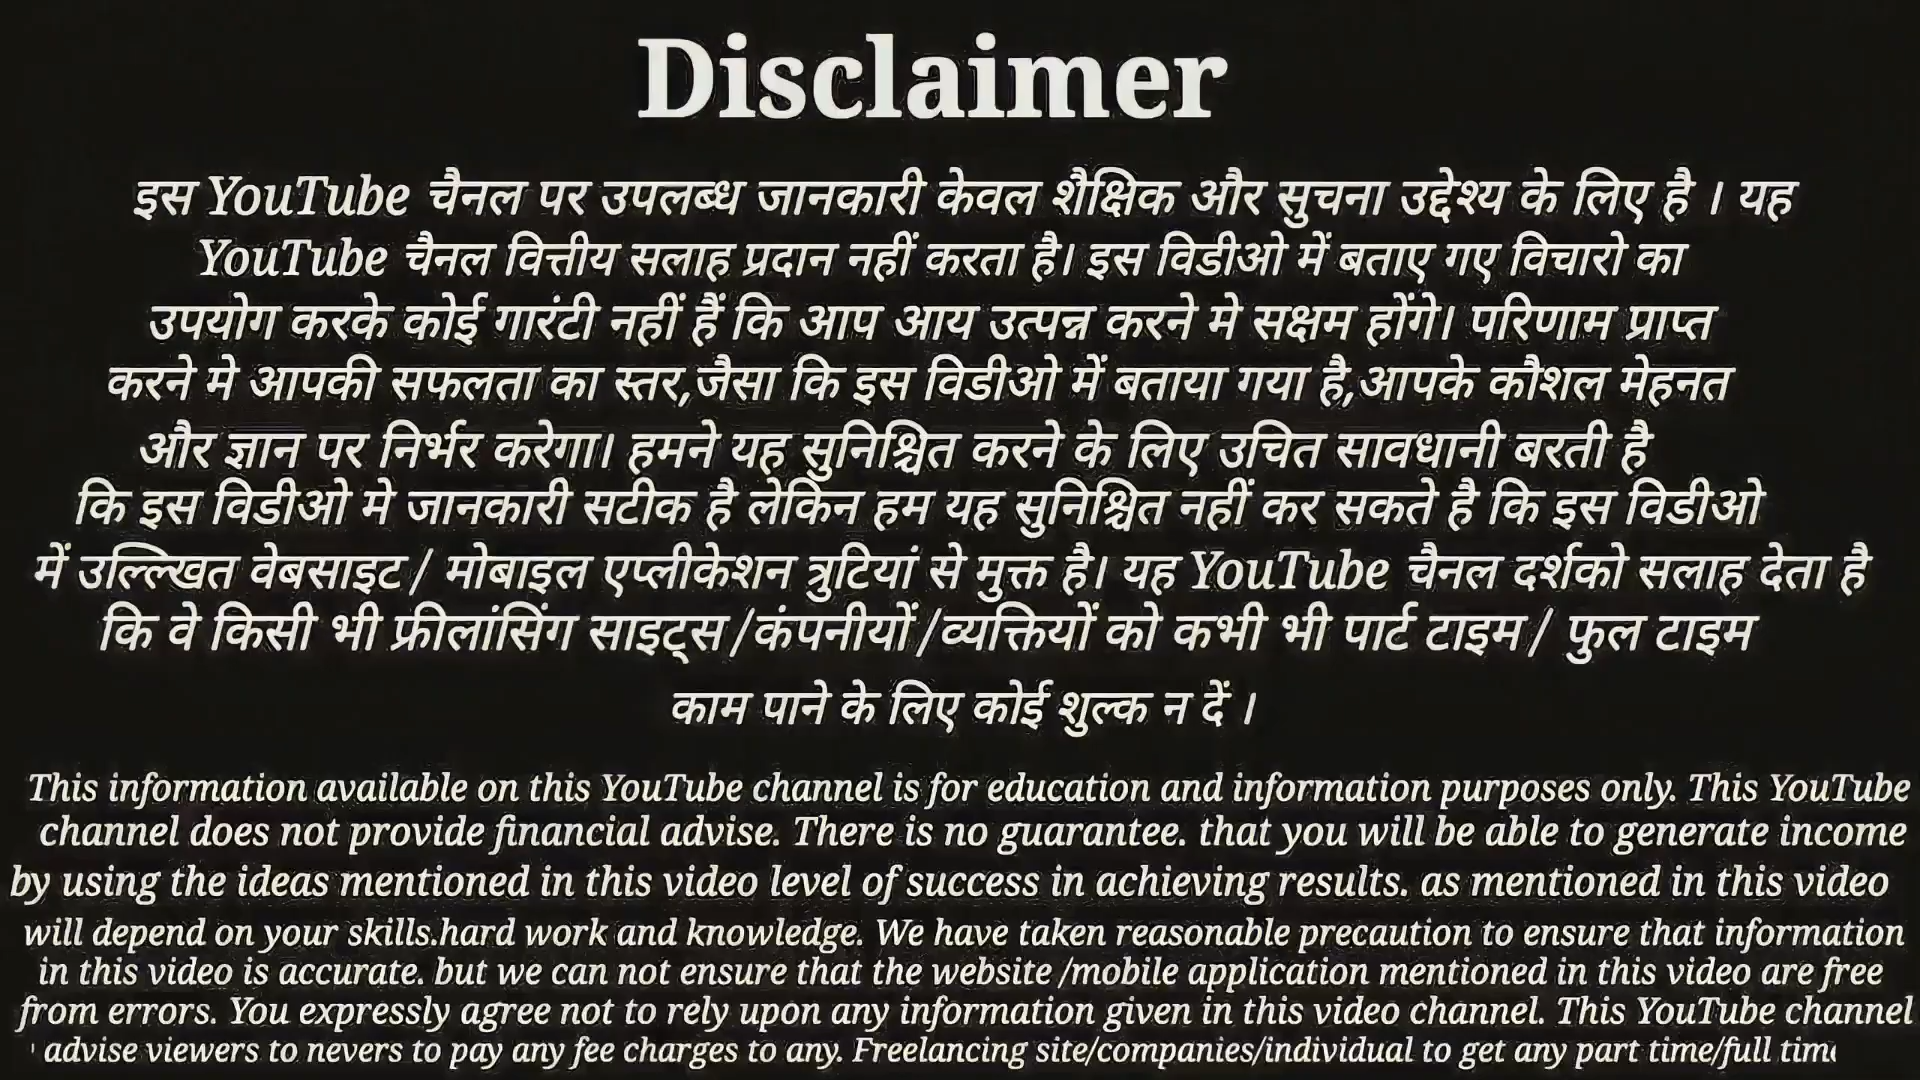 Disclaimer
इस YouTube चैनल पर उपलब्ध जानकारी केवल शैक्षिक और सुचना उद्देश्य के लिए है । यह
YouTube चैनल वित्तीय सलाह प्रदान नहीं करता है। इस विडीओ में बताए गए विचारो का
उपयोग करके कोई गारंटी नहीं हैं कि आप आय उत्पन्न करने मे सक्षम होंगे। परिणाम प्राप्त
करने मे आपकी सफलता का स्तर,जैसा कि इस विडीओ में बताया गया है,आपके कौशल मेहनत
और ज्ञान पर निर्भर करेगा। हमने यह सुनिश्चित करने के लिए उचित सावधानी बरती है
कि इस विडीओ मे जानकारी सटीक है लेकिन हम यह सुनिश्चित नहीं कर सकते है कि इस विडीओ
में उल्ल्खित वेबसाइट/ मोबाइल एप्लीकेशन त्रुटियां से मुक्त है। यह YouTube चैनल दर्शको सलाह देता है
कि वे किसी भी फ्रीलांसिंग साइट्स/कंपनीयों/व्यक्तियों को कभी भी पार्ट टाइम/ फुल टाइम
काम पाने के लिए कोई शुल्क न दें ।
This information available on this YouTube channel is for education and information purposes only. This YouTube
channel does not provide financial advise. There is no guarantee. that you will be able to generate income
by using the ideas mentioned in this video level of success in achieving results. as mentioned in this video
will depend on your skills.hard work and knowledge. We have taken reasonable precaution to ensure that information
in this video is accurate. but we can not ensure that the website /mobile application mentioned in this video are free
from errors. You expressly agree not to rely upon any information given in this video channel. This YouTube channel
advise viewers to nevers to pay any fee charges to any. Freelancing site/companies/individual to get any part time/full time